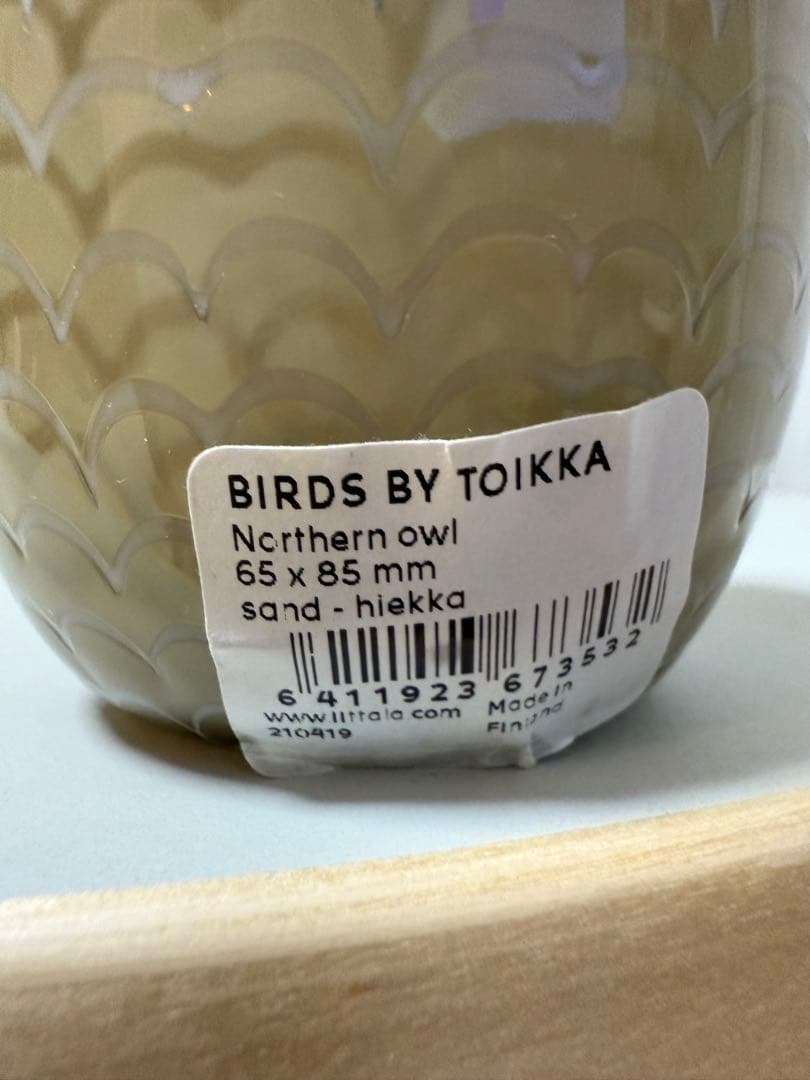 BIRDS BY TOIKKA
Northern owl
65 x 85 mm
sand - hiekka
6 411923 673532
www.iittala.com
Made in
Finland
210419